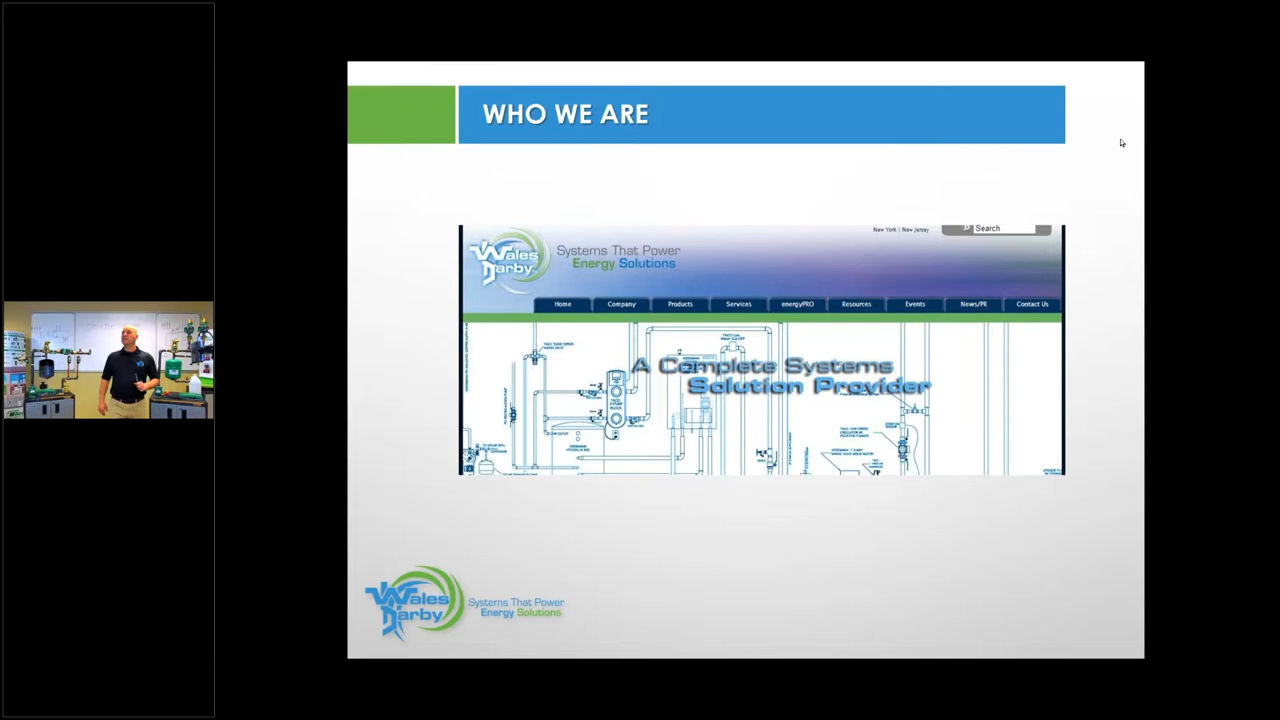 WHO WE ARE
New York | New Jersey
Search
Wales
Darby
Systems That Power
Energy Solutions
Home
Company
Products
Services
energyPRO
Resources
Events
News/PR
Contact Us
A Complete Systems
Solution Provider
Wales
Darby
Systems That Power
Energy Solutions